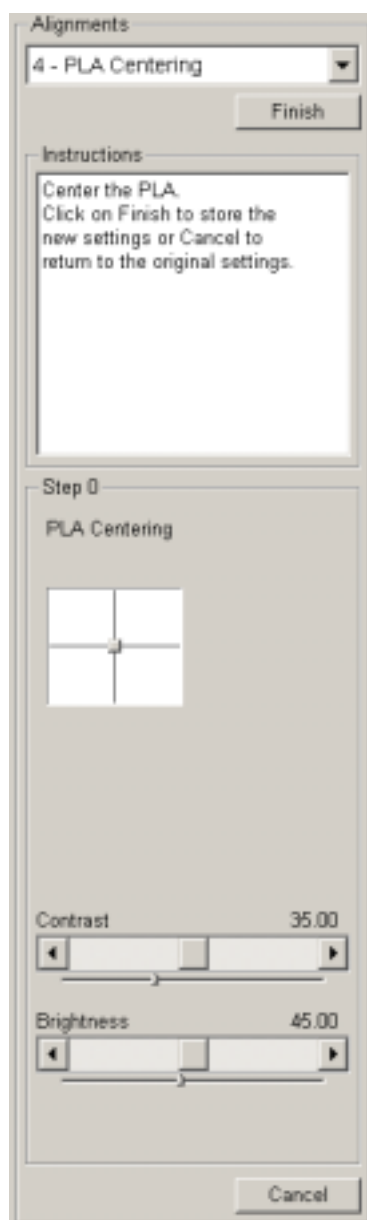 Alignments
4 - PLA Centering
Finish
Instructions
Center the PLA.
Click on Finish to store the
new settings or Cancel to
return to the original settings.
Step 0
PLA Centering
Contrast 35.00
Brightness 45.00
Cancel